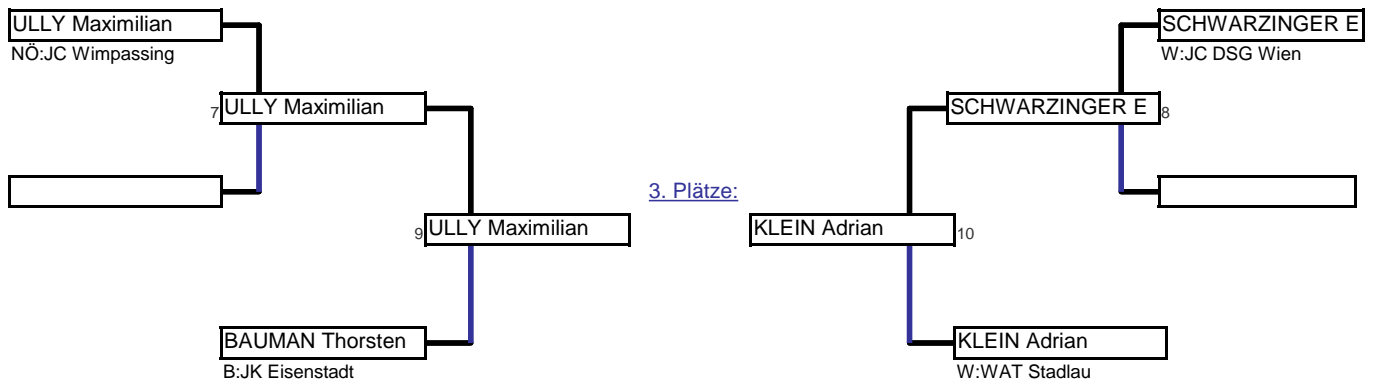 ULLY Maximilian
NÖ:JC Wimpassing
SCHWARZINGER E
W:JC DSG Wien
7 ULLY Maximilian
SCHWARZINGER E 8
3. Plätze:
9 ULLY Maximilian
KLEIN Adrian 10
BAUMAN Thorsten
B:JK Eisenstadt
KLEIN Adrian
W:WAT Stadlau